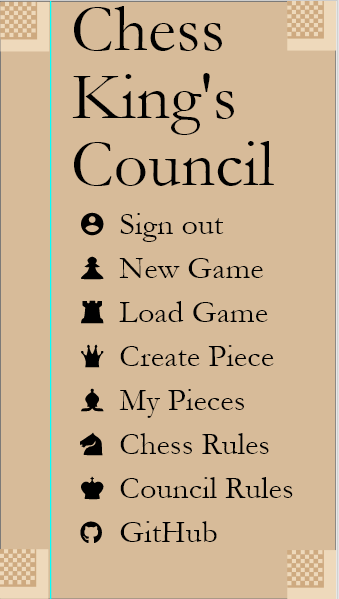 Chess
King's
Council
Sign out
New Game
Load Game
Create Piece
My Pieces
Chess Rules
Council Rules
GitHub